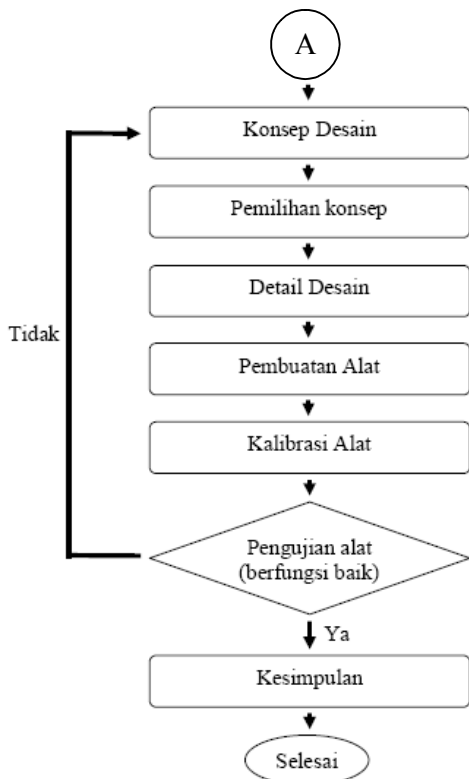 A
Konsep Desain
Pemilihan konsep
Detail Desain
Tidak
Pembuatan Alat
Kalibrasi Alat
Pengujian alat
(berfungsi baik)
Ya
Kesimpulan
Selesai